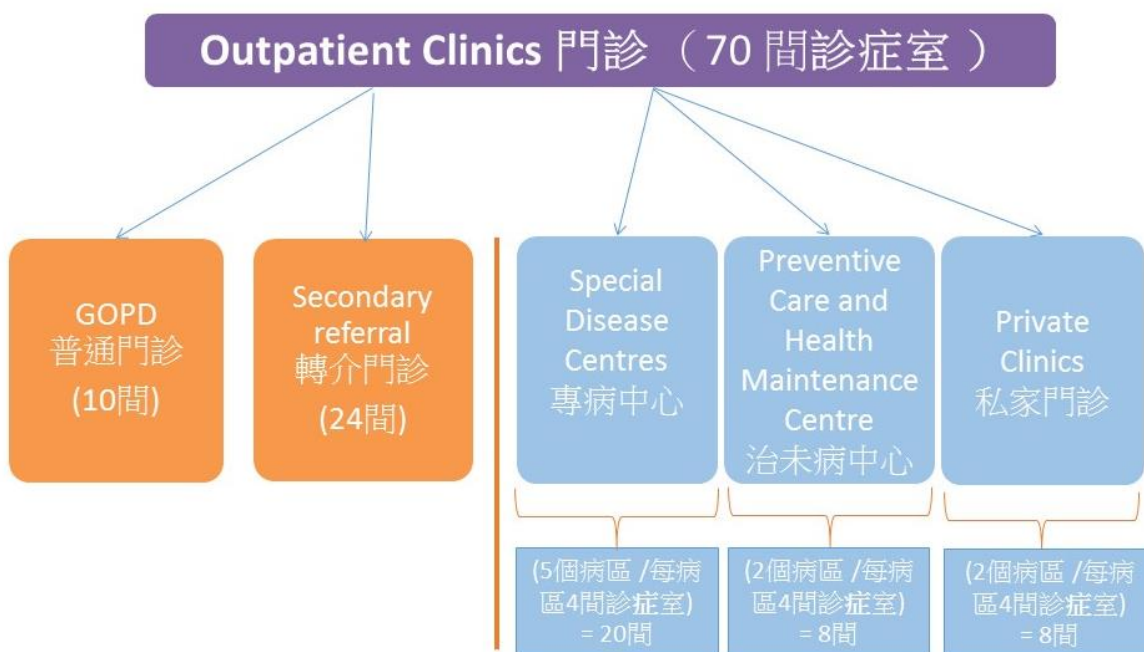 Outpatient Clinics 門診（70 間診症室 ）
GOPD
普通門診
(10間)
Secondary
referral
轉介門診
(24間)
Special
Disease
Centres
專病中心
Preventive
Care and
Health
Maintenance
Centre
治未病中心
Private
Clinics
私家門診
(5個病區 /每病
區4間診症室)
= 20間
(2個病區 /每病
區4間診症室)
= 8間
(2個病區 /每病
區4間診症室)
= 8間